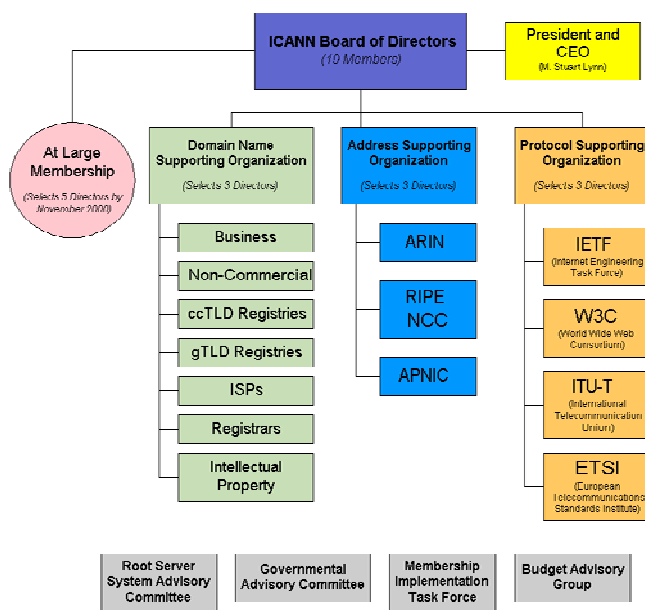 ICANN Board of Directors
(10 Members)
President and
CEO
(M. Stuart Lynn)
At Large
Membership
(Selects 5 Directors by
November 2000)
Domain Name
Supporting Organization
(Selects 3 Directors)
Business
Non-Commercial
ccTLD Registries
gTLD Registries
ISPs
Registrars
Intellectual
Property
Address Supporting
Organization
(Selects 3 Directors)
ARIN
RIPE
NCC
APNIC
Protocol Supporting
Organization
(Selects 3 Directors)
IETF
(Internet Engineering
Task Force)
W3C
(World Wide Web
Consortium)
ITU-T
(International
Telecommunication
Union)
ETSI
(European
Telecommunications
Standards Institute)
Root Server
System Advisory
Committee
Governmental
Advisory Committee
Membership
Implementation
Task Force
Budget Advisory
Group